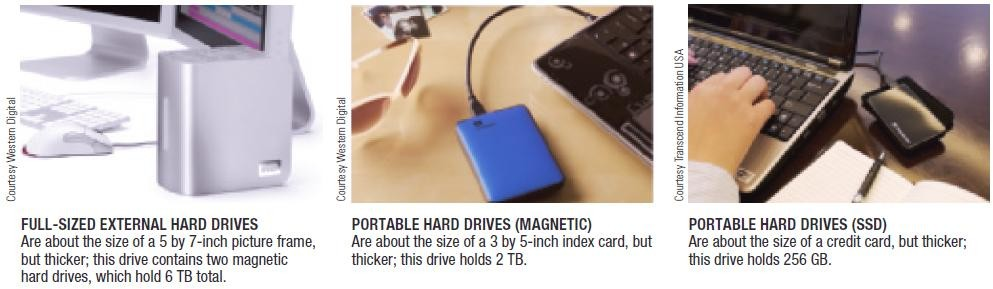 Courtesy Western Digital
Courtesy Western Digital
Courtesy Transcend Information USA
FULL-SIZED EXTERNAL HARD DRIVES
Are about the size of a 5 by 7-inch picture frame,
but thicker; this drive contains two magnetic
hard drives, which hold 6 TB total.
PORTABLE HARD DRIVES (MAGNETIC)
Are about the size of a 3 by 5-inch index card, but
thicker; this drive holds 2 TB.
PORTABLE HARD DRIVES (SSD)
Are about the size of a credit card, but thicker;
this drive holds 256 GB.